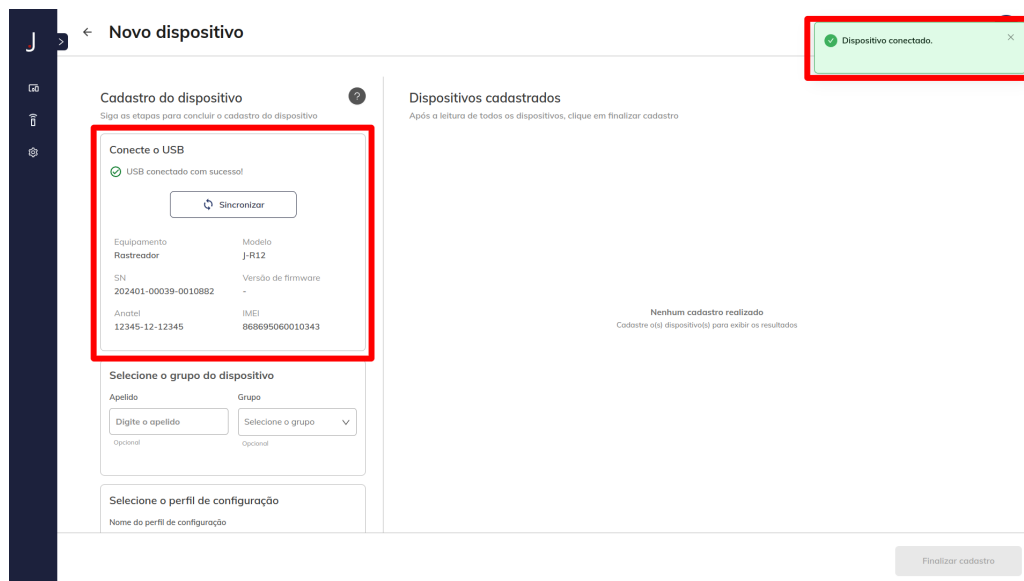 J
Novo dispositivo
Dispositivo conectado.
Cadastro do dispositivo
?
Siga as etapas para concluir o cadastro do dispositivo
Conecte o USB
USB conectado com sucesso!
Sincronizar
Equipamento Modelo
Rastreador J-R12
SN Versão de firmware
202401-00039-0010882 -
Anatel IMEI
12345-12-12345 868695060010343
Selecione o grupo do dispositivo
Apelido Grupo
Digite o apelido Selecione o grupo
Opcional Opcional
Selecione o perfil de configuração
Nome do perfil de configuração
Dispositivos cadastrados
Após a leitura de todos os dispositivos, clique em finalizar cadastro
Nenhum cadastro realizado
Cadastre o(s) dispositivo(s) para exibir os resultados
Finalizar cadastro